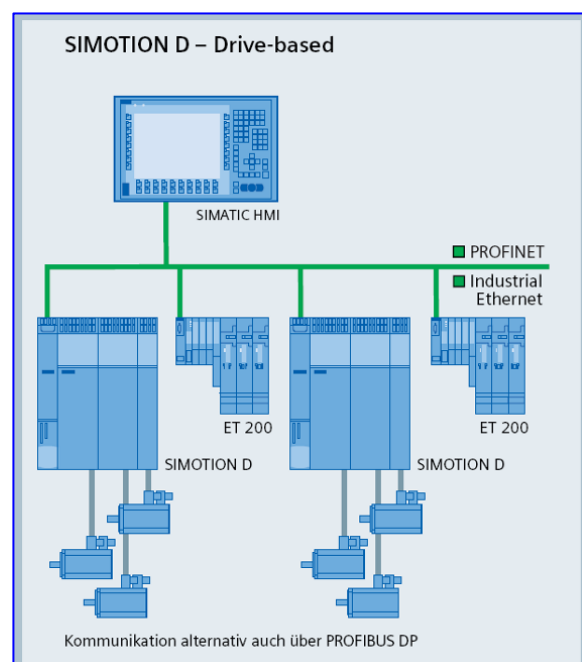 SIMOTION D – Drive-based
SIMATIC HMI
PROFINET
Industrial
Ethernet
ET 200
ET 200
SIMOTION D
SIMOTION D
Kommunikation alternativ auch über PROFIBUS DP